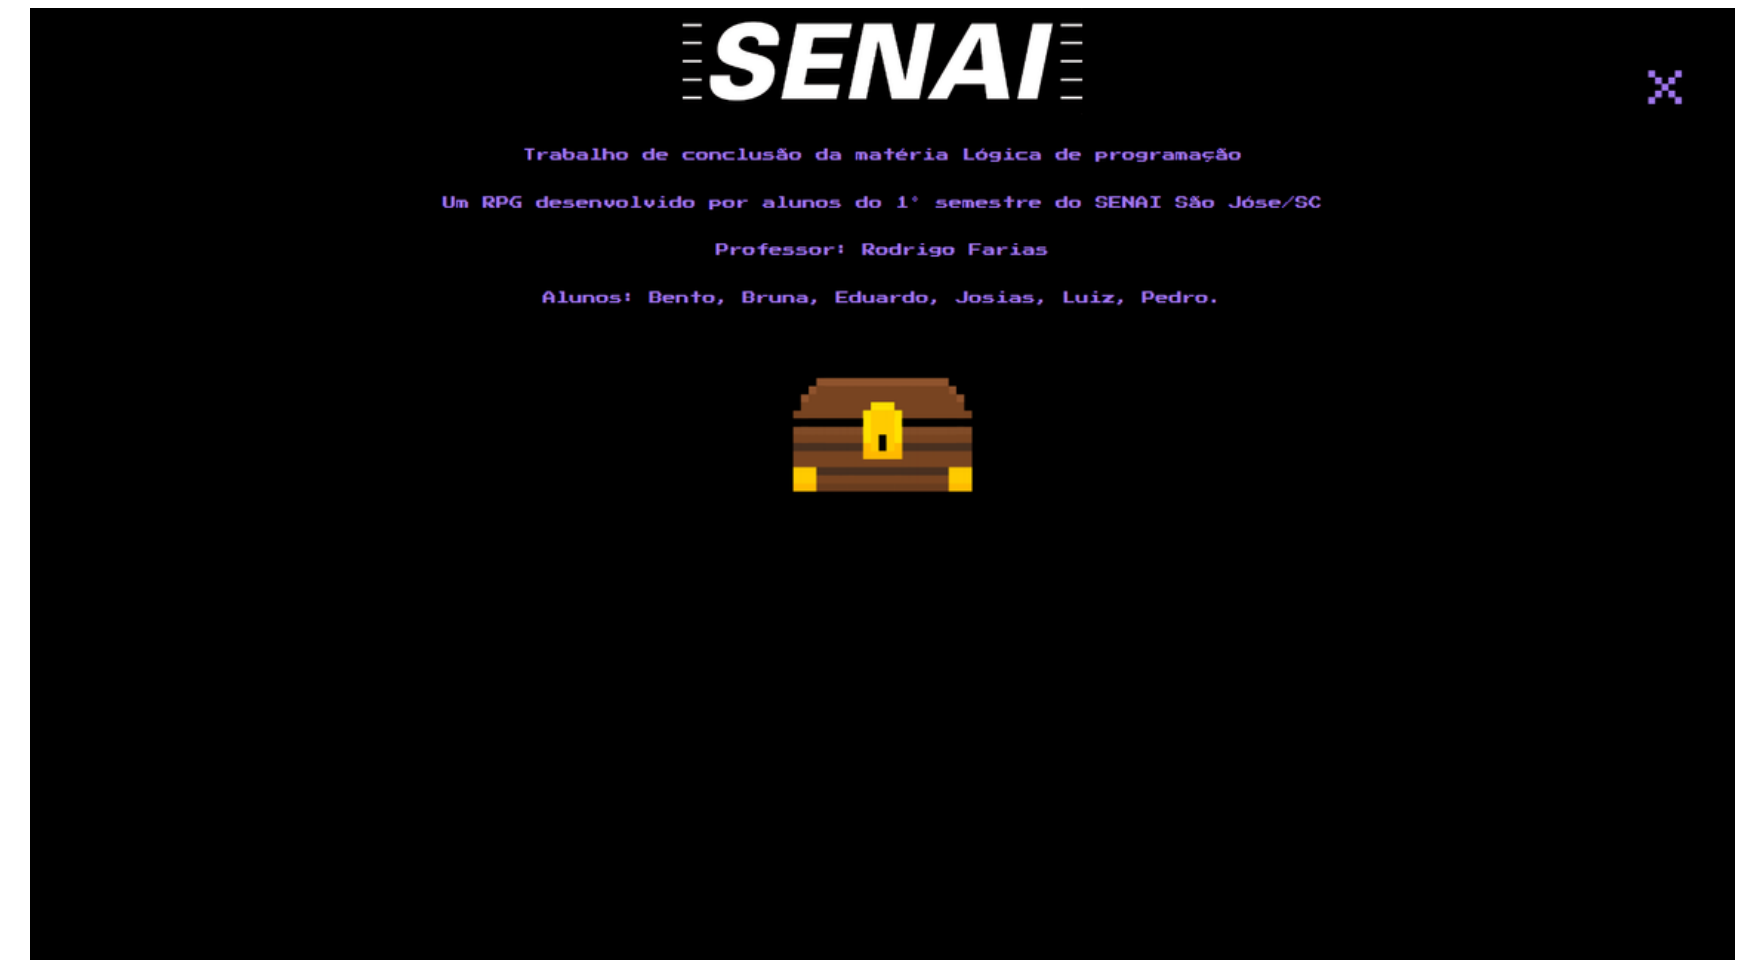 SENAI
Trabalho de conclusão da matéria Lógica de programação
Um RPG desenvolvido por alunos do 1° semestre do SENAI São Jóse/SC
Professor: Rodrigo Farias
Alunos: Bento, Bruna, Eduardo, Josias, Luiz, Pedro.